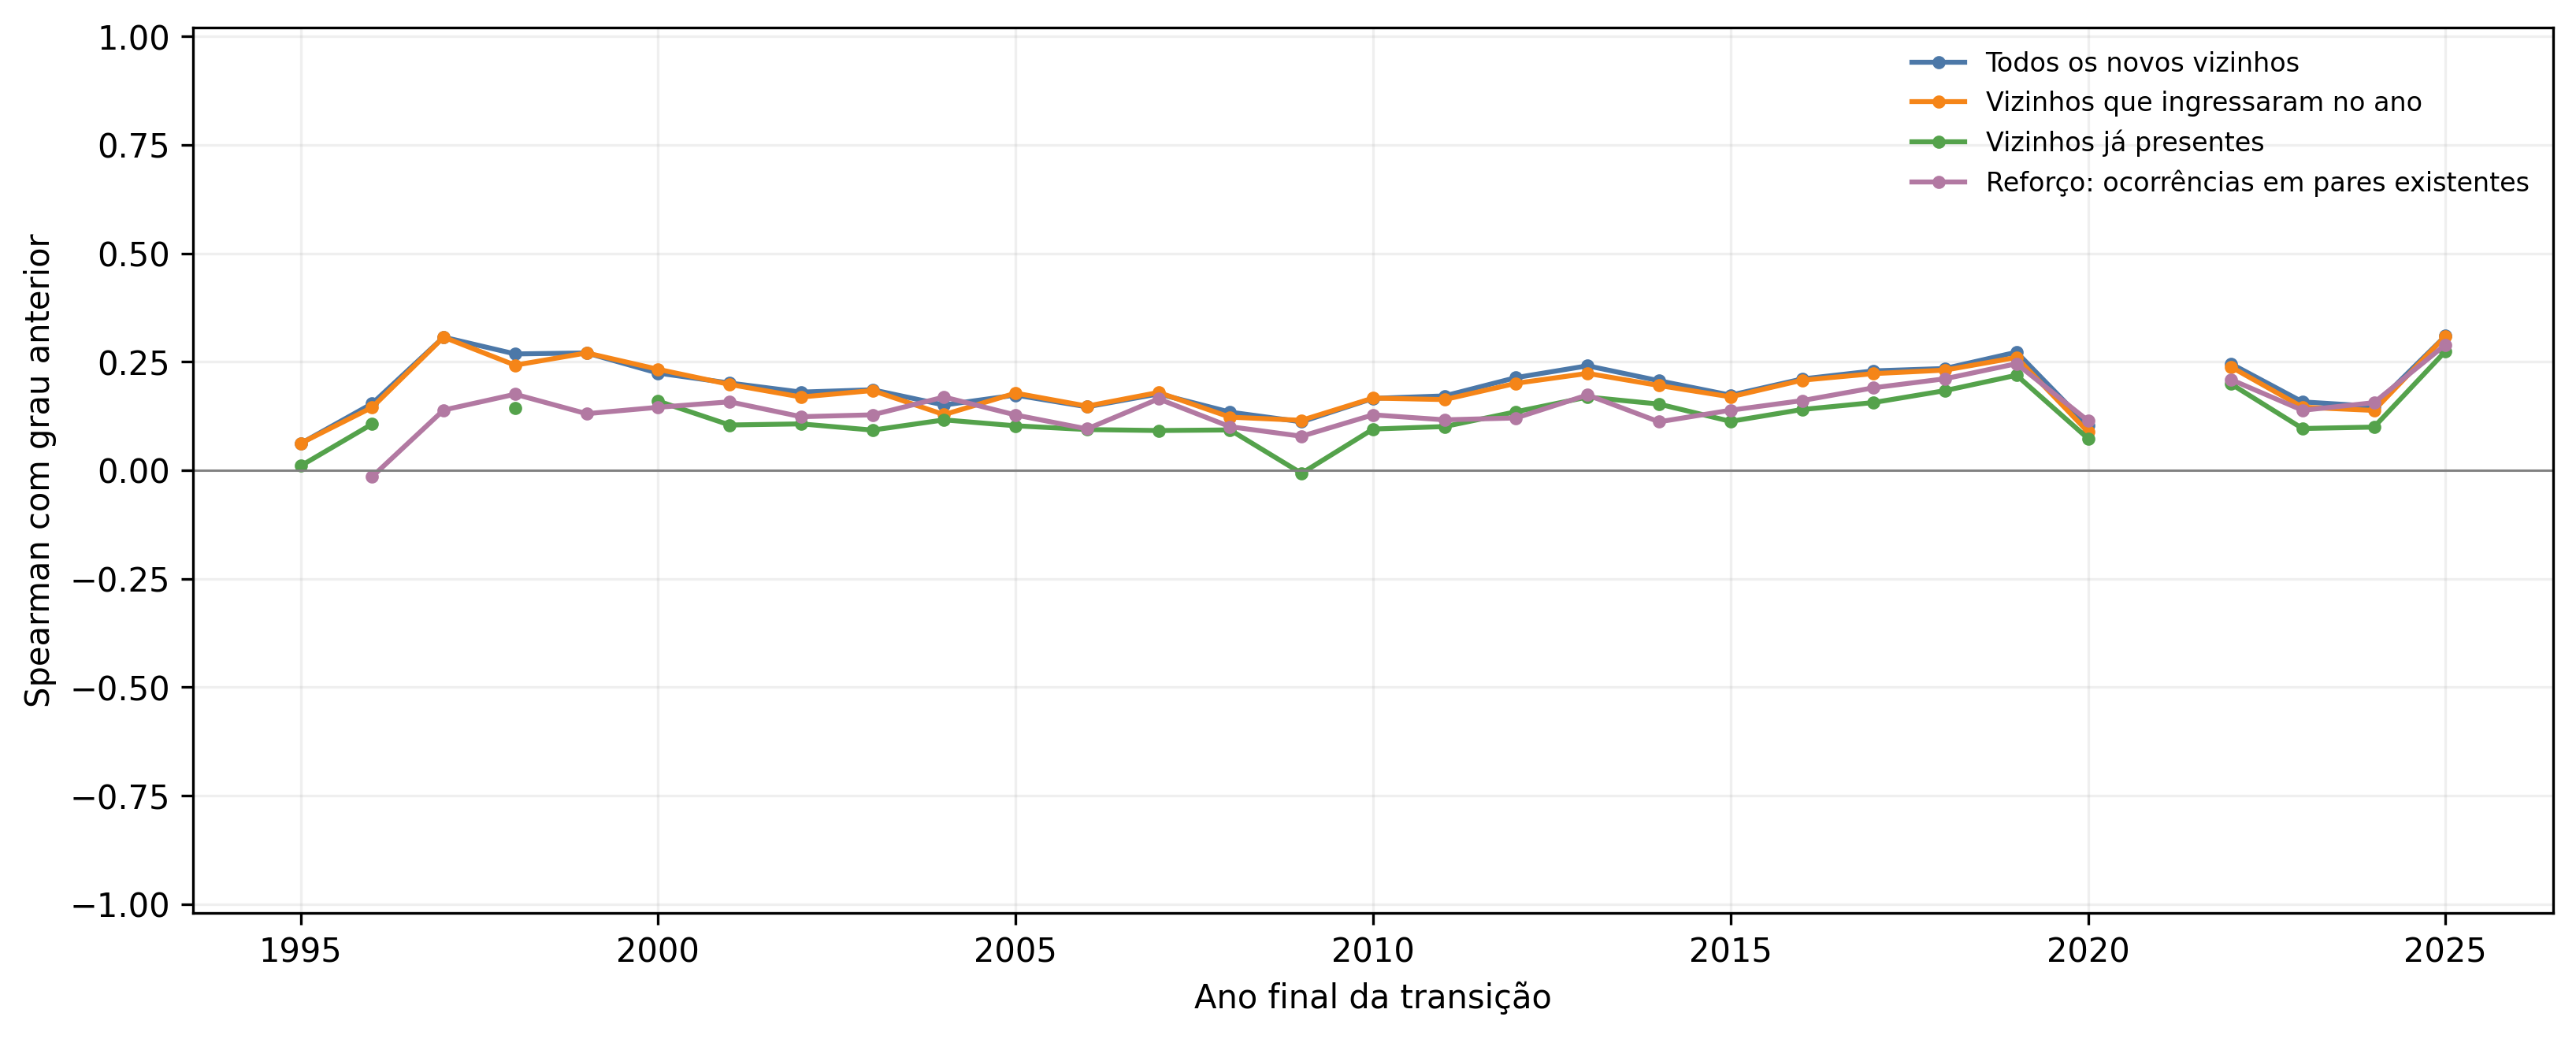 Todos os novos vizinhos
Vizinhos que ingressaram no ano
Vizinhos já presentes
Reforço: ocorrências em pares existentes
Spearman com grau anterior
1.00
0.75
0.50
0.25
0.00
−0.25
−0.50
−0.75
−1.00
1995 2000 2005 2010 2015 2020 2025
Ano final da transição